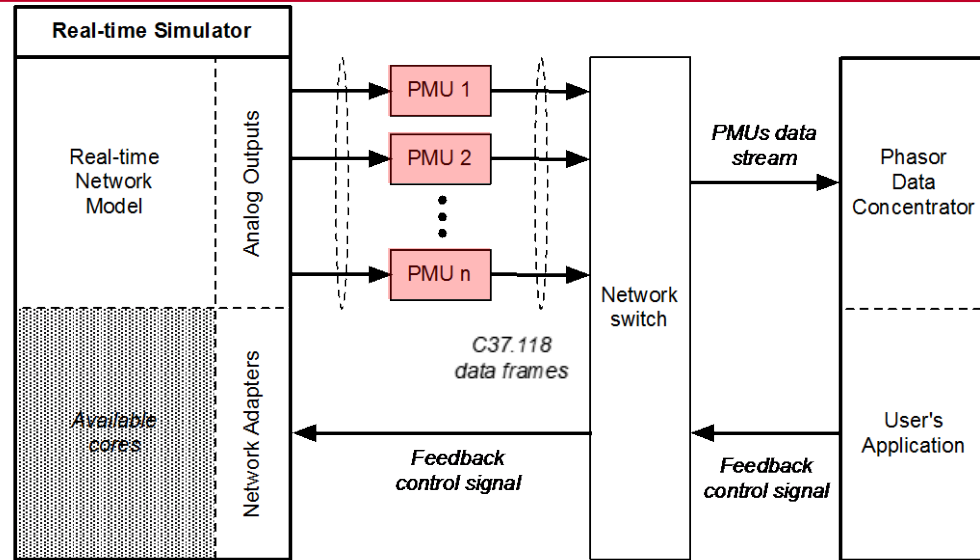 Real-time Simulator
Real-time
Network
Model
Analog Outputs
PMU 1
PMU 2
PMU n
C37.118
data frames
Network
switch
PMUs data
stream
Phasor
Data
Concentrator
Available
cores
Network Adapters
Feedback
control signal
Feedback
control signal
User's
Application